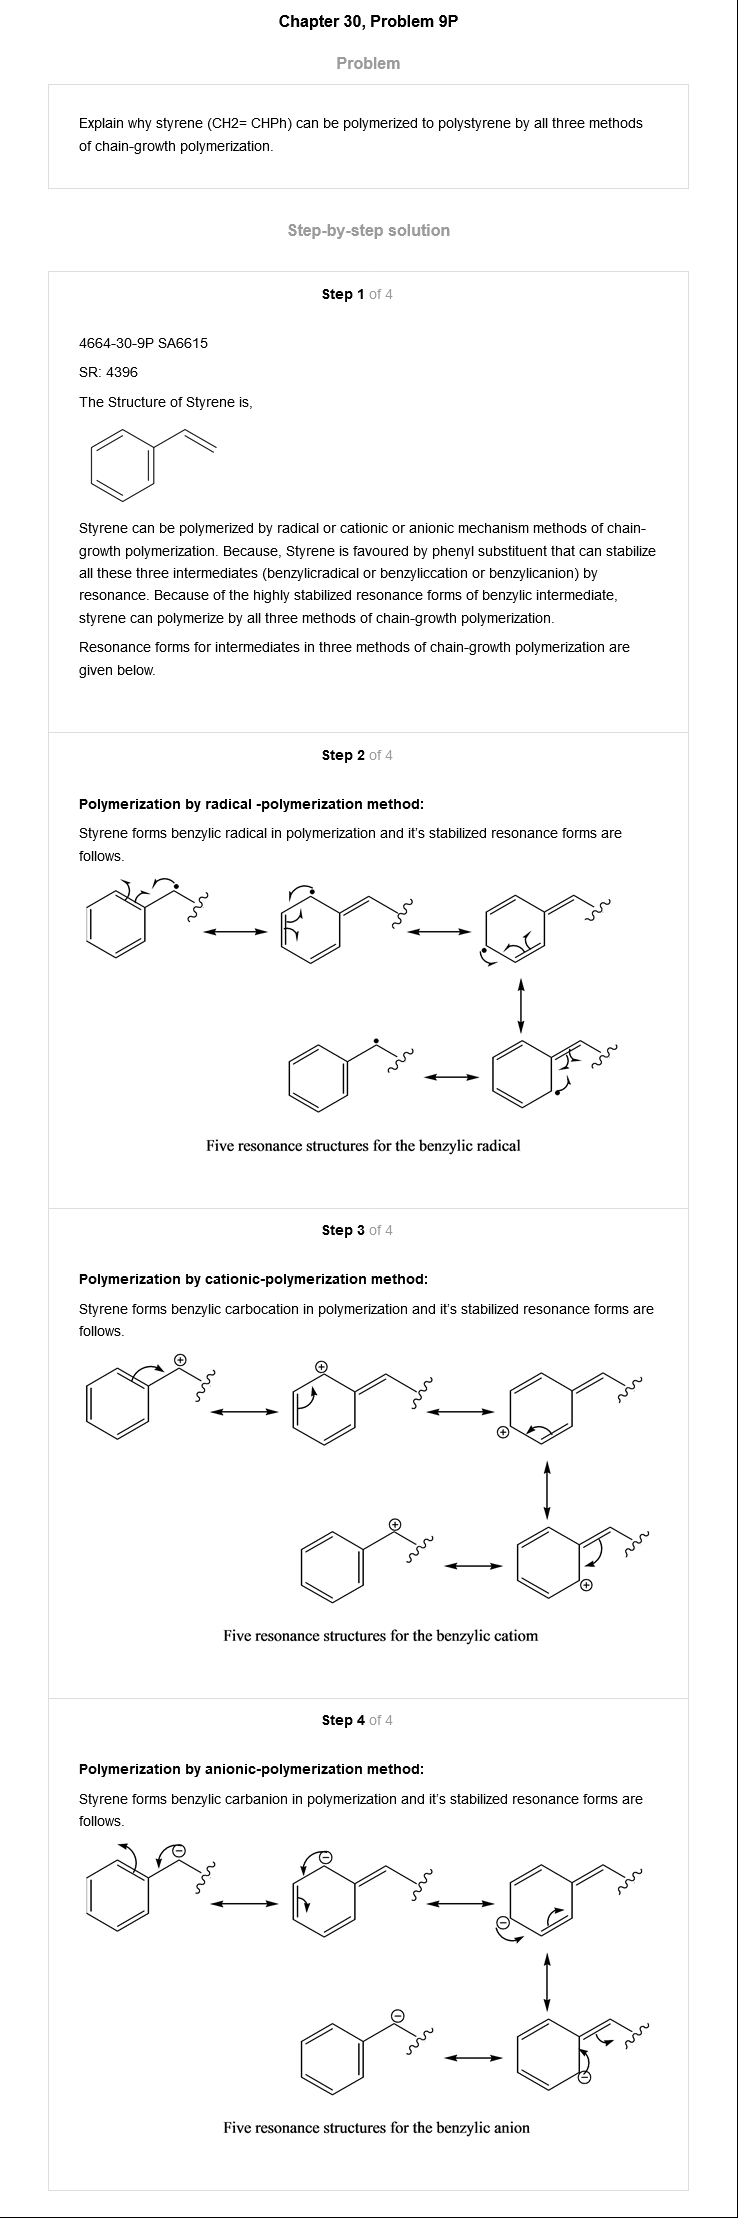 Chapter 30, Problem 9P
Problem
Explain why styrene (CH2= CHPh) can be polymerized to polystyrene by all three methods
of chain-growth polymerization.
Step-by-step solution
Step 1 of 4
4664-30-9P SA6615
SR: 4396
The Structure of Styrene is,
Styrene can be polymerized by radical or cationic or anionic mechanism methods of chain-
growth polymerization. Because, Styrene is favoured by phenyl substituent that can stabilize
all these three intermediates (benzylicradical or benzyliccation or benzylicanion) by
resonance. Because of the highly stabilized resonance forms of benzylic intermediate,
styrene can polymerize by all three methods of chain-growth polymerization.
Resonance forms for intermediates in three methods of chain-growth polymerization are
given below.
Step 2 of 4
Polymerization by radical -polymerization method:
Styrene forms benzylic radical in polymerization and it's stabilized resonance forms are
follows.
Five resonance structures for the benzylic radical
Step 3 of 4
Polymerization by cationic-polymerization method:
Styrene forms benzylic carbocation in polymerization and it's stabilized resonance forms are
follows.
Five resonance structures for the benzylic catiom
Step 4 of 4
Polymerization by anionic-polymerization method:
Styrene forms benzylic carbanion in polymerization and it's stabilized resonance forms are
follows.
Five resonance structures for the benzylic anion